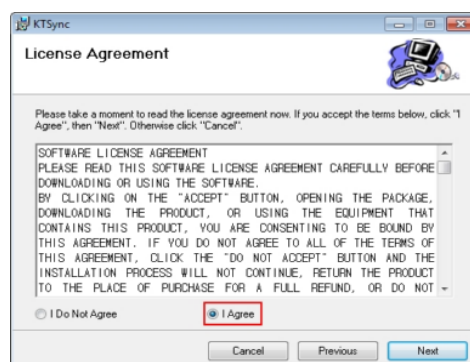 KTSync
License Agreement
Please take a moment to read the license agreement now. If you accept the terms below, click "I
Agree", then "Next". Otherwise click "Cancel".
SOFTWARE LICENSE AGREEMENT
PLEASE READ THIS SOFTWARE LICENSE AGREEMENT CAREFULLY BEFORE
DOWNLOADING OR USING THE SOFTWARE.
BY CLICKING ON THE "ACCEPT" BUTTON, OPENING THE PACKAGE,
DOWNLOADING THE PRODUCT, OR USING THE EQUIPMENT THAT
CONTAINS THIS PRODUCT, YOU ARE CONSENTING TO BE BOUND BY
THIS AGREEMENT. IF YOU DO NOT AGREE TO ALL OF THE TERMS OF
THIS AGREEMENT, CLICK THE "DO NOT ACCEPT" BUTTON AND THE
INSTALLATION PROCESS WILL NOT CONTINUE, RETURN THE PRODUCT
TO THE PLACE OF PURCHASE FOR A FULL REFUND, OR DO NOT
I Do Not Agree
I Agree
Cancel
Previous
Next